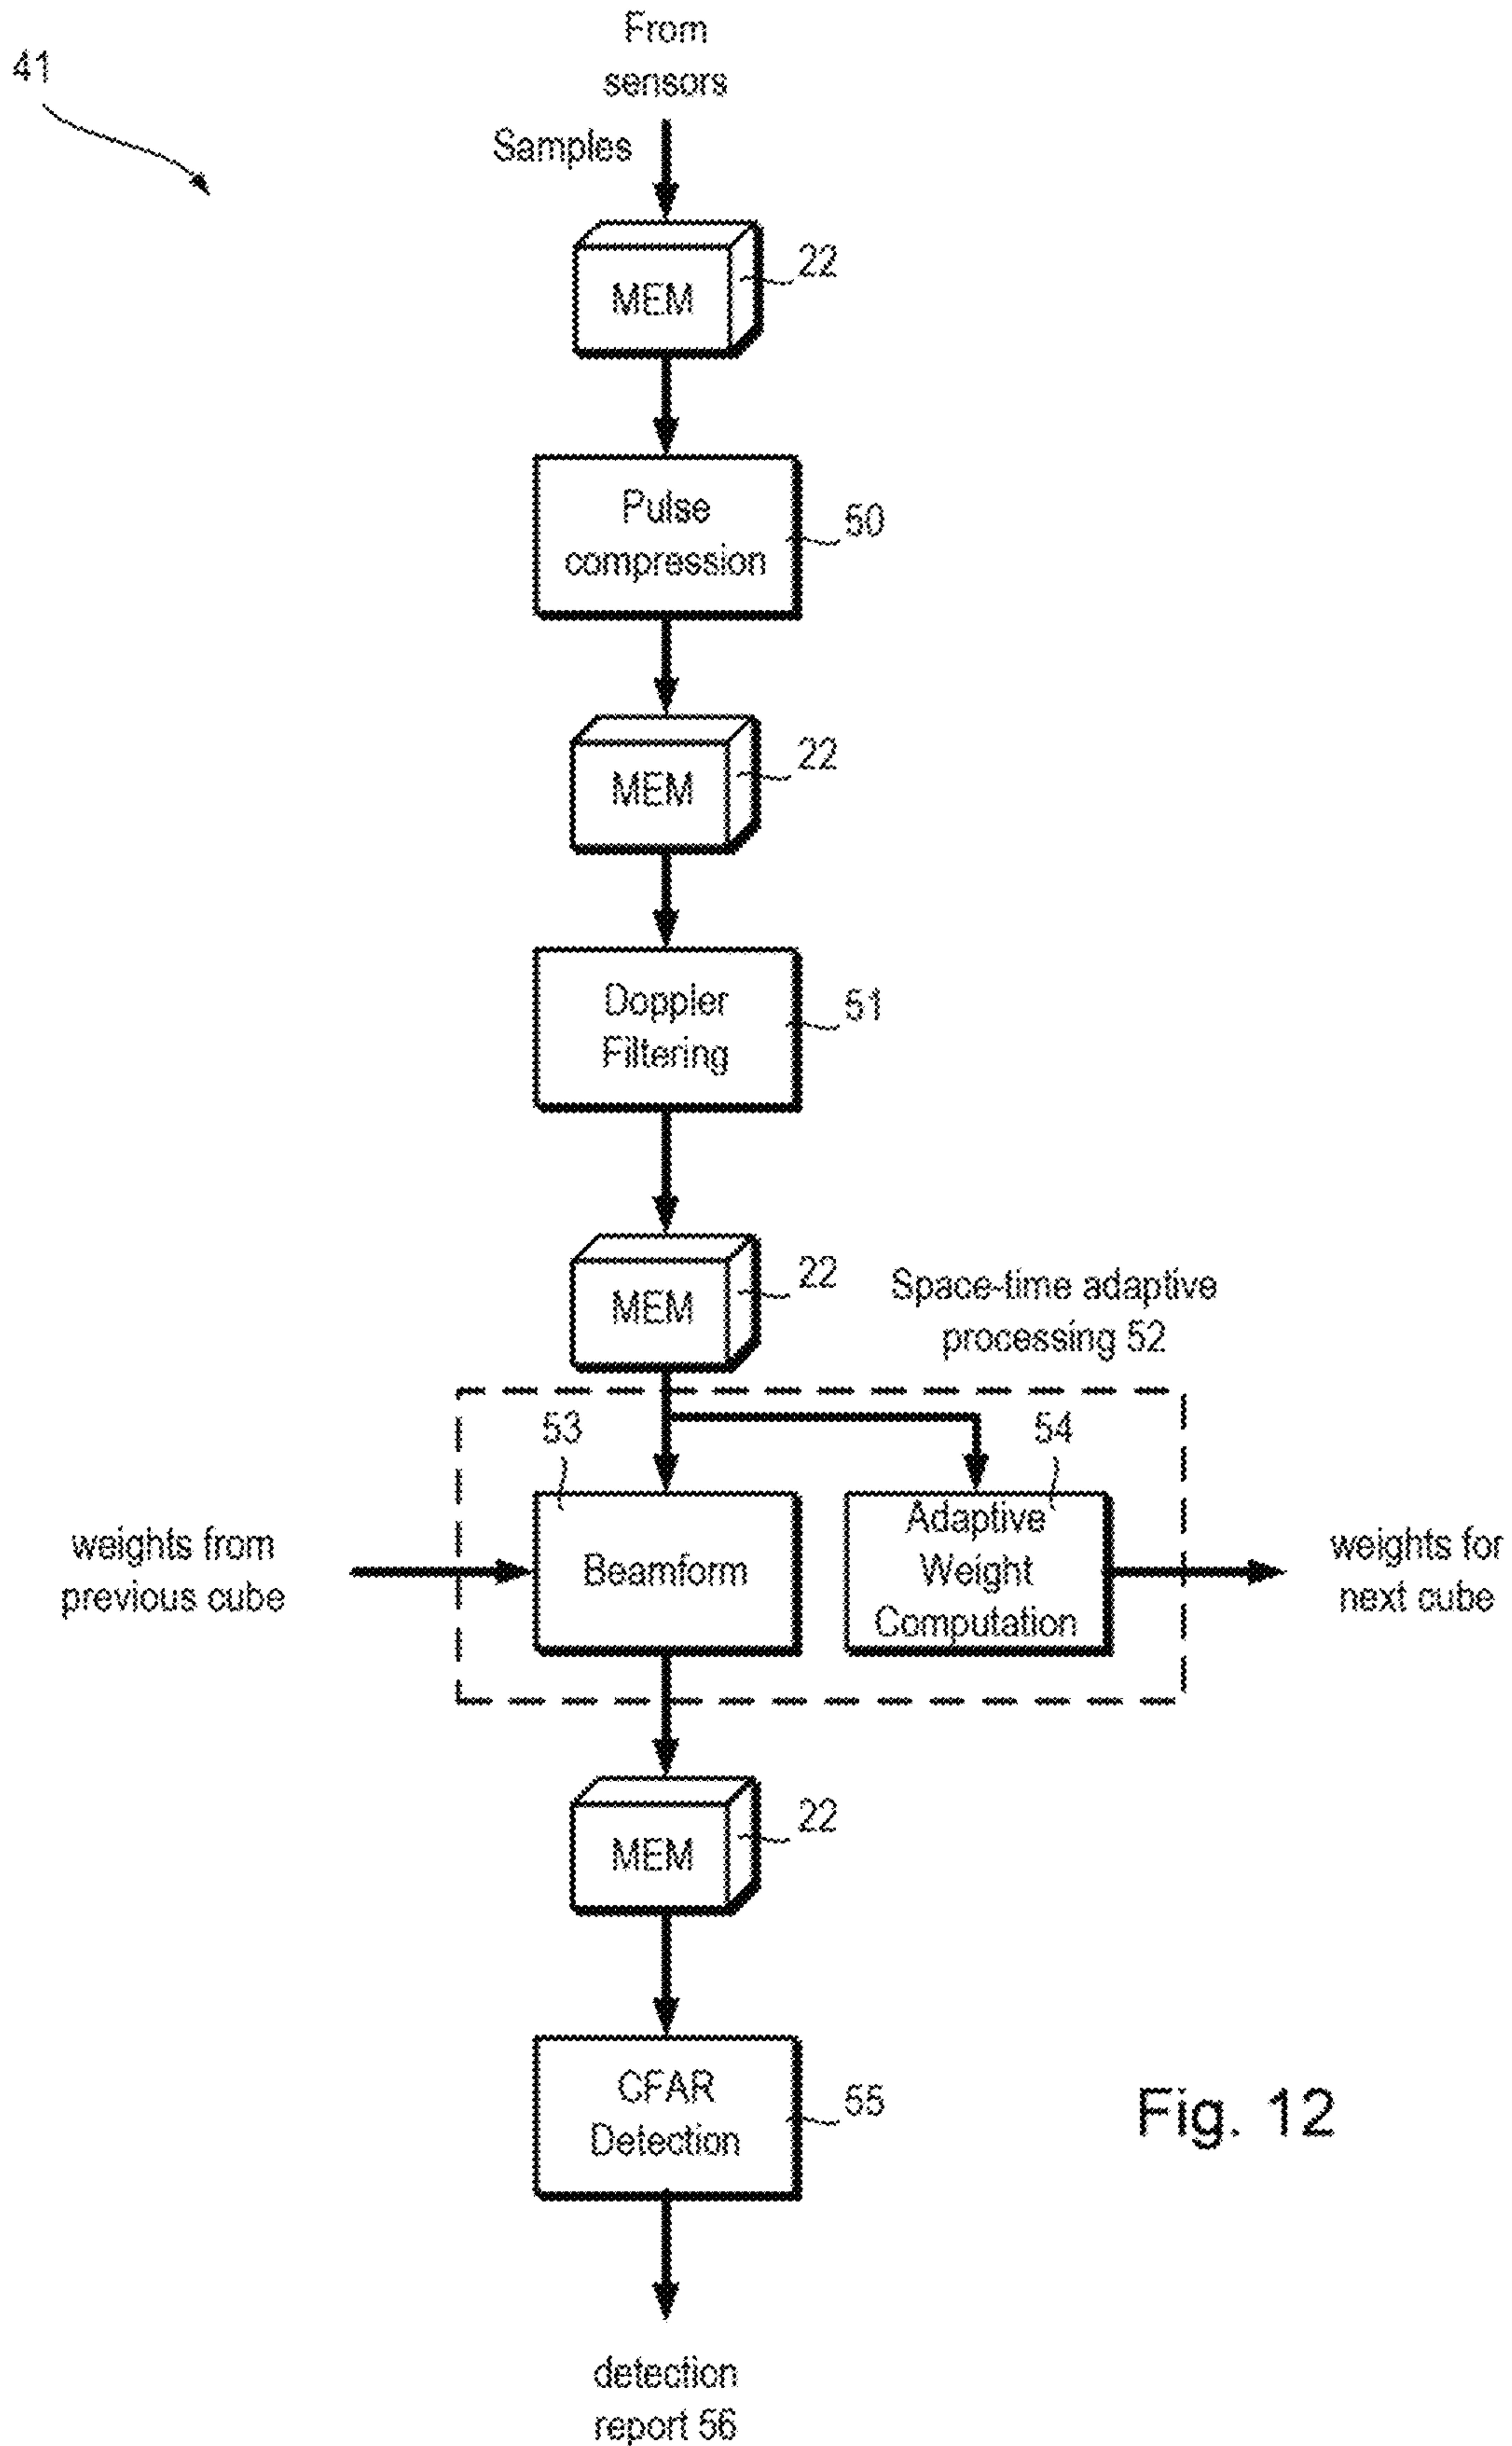 From
sensors
41
Samples
22
MEM
Pulse
compression
50
22
MEM
Doppler
Filtering
51
22
MEM
Space-time adaptive
processing 52
53
54
weights from
previous cube
Beamform
Adaptive
Weight
Computation
weights for
next cube
22
MEM
CFAR
Detection
55
Fig. 12
detection
report 56